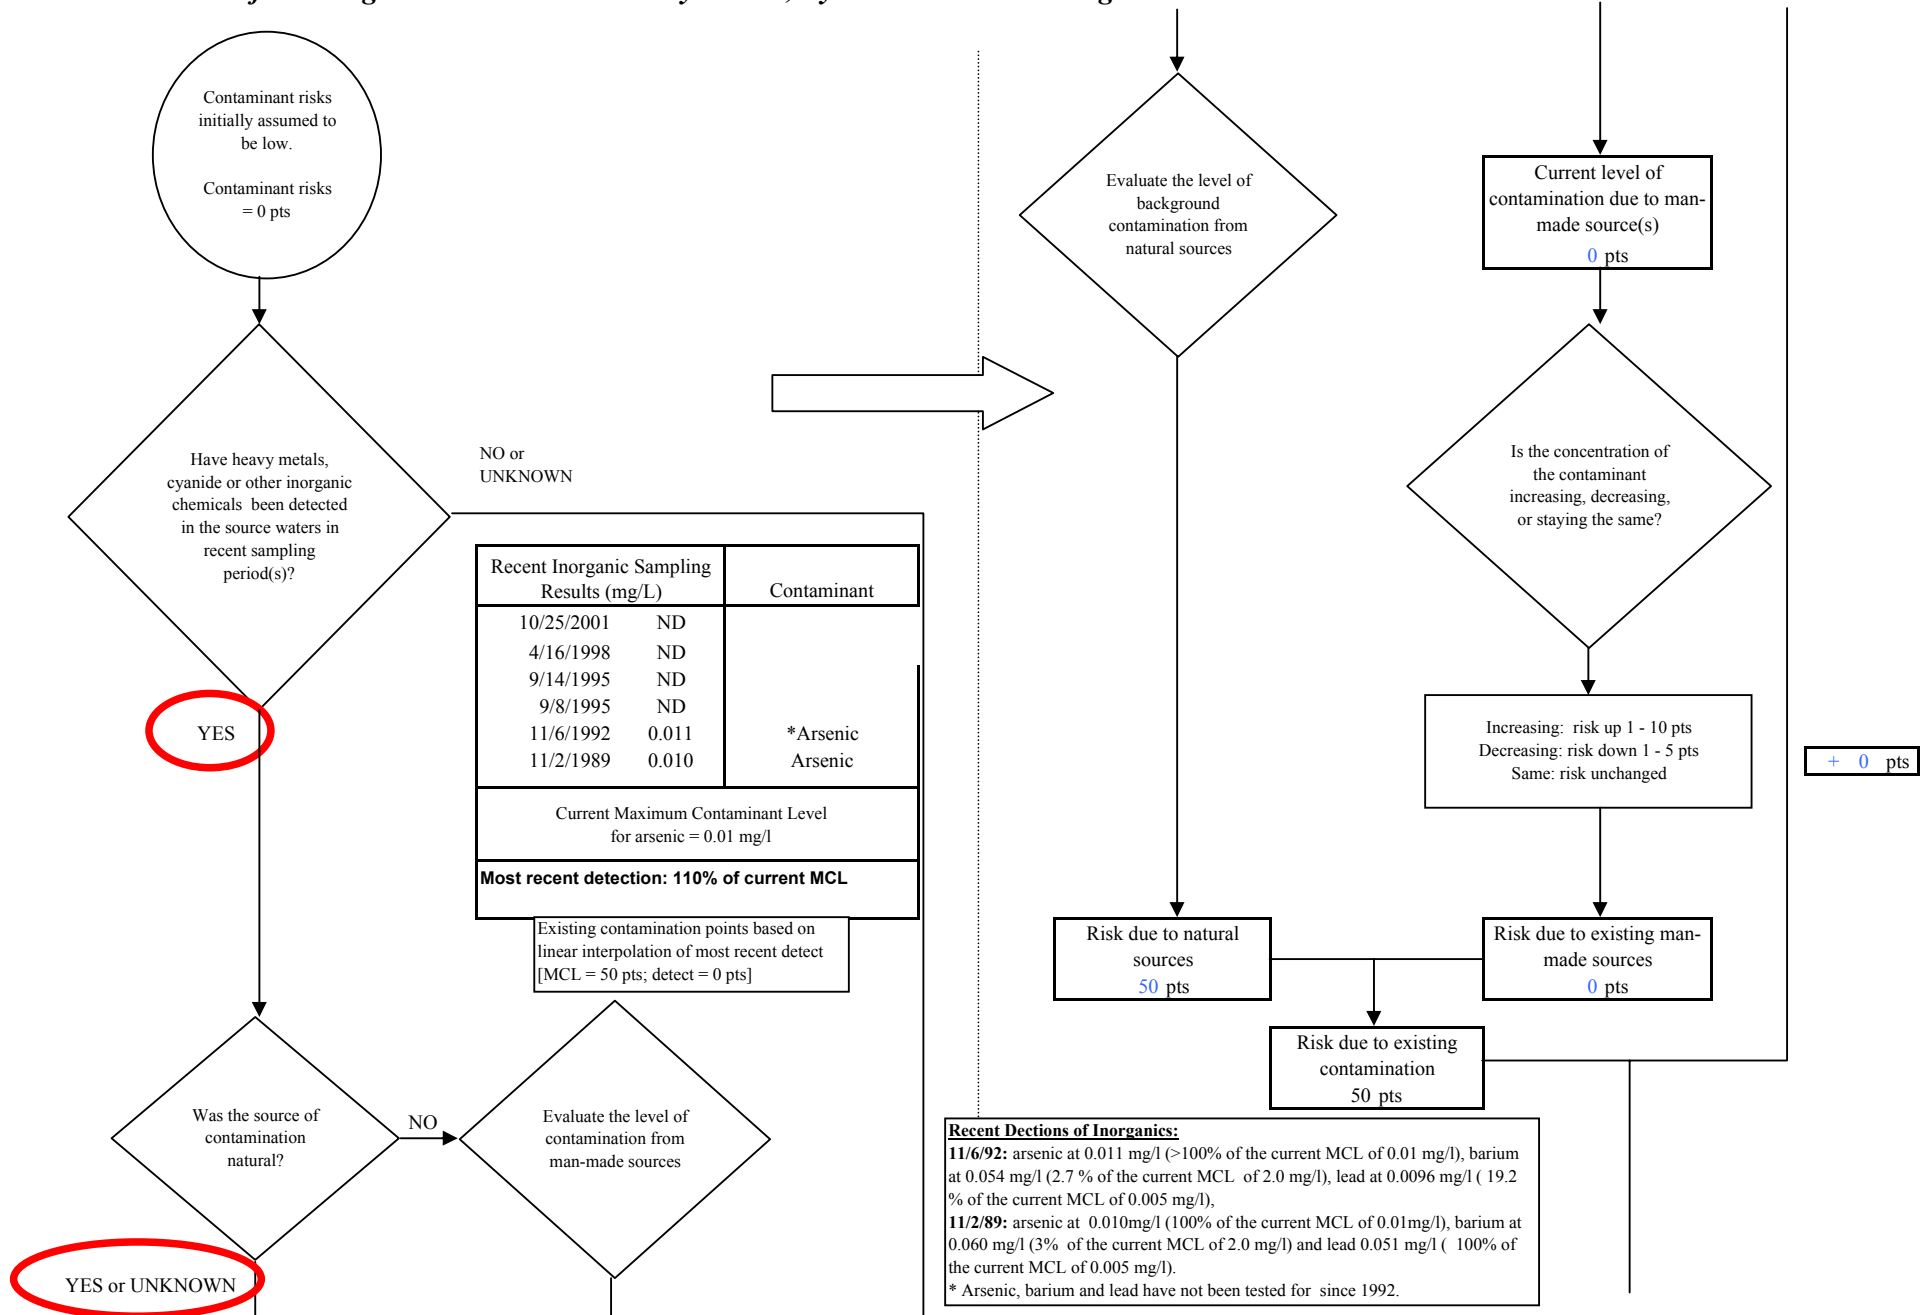 Contaminant risks
initially assumed to
be low.
Contaminant risks
= 0 pts
Have heavy metals,
cyanide or other inorganic
chemicals been detected
in the source waters in
recent sampling
period(s)?
NO or
UNKNOWN
YES
Recent Inorganic Sampling
Results (mg/L)
Contaminant
10/25/2001 ND
4/16/1998 ND
9/14/1995 ND
9/8/1995 ND
11/6/1992 0.011 *Arsenic
11/2/1989 0.010 Arsenic
Current Maximum Contaminant Level
for arsenic = 0.01 mg/l
Most recent detection: 110% of current MCL
Existing contamination points based on
linear interpolation of most recent detect
[MCL = 50 pts; detect = 0 pts]
Was the source of
contamination
natural?
NO
Evaluate the level of
contamination from
man-made sources
YES or UNKNOWN
Evaluate the level of
background
contamination from
natural sources
Current level of
contamination due to man-
made source(s)
0 pts
Is the concentration of
the contaminant
increasing, decreasing,
or staying the same?
Increasing: risk up 1 - 10 pts
Decreasing: risk down 1 - 5 pts
Same: risk unchanged
+ 0 pts
Risk due to natural
sources
50 pts
Risk due to existing man-
made sources
0 pts
Risk due to existing
contamination
50 pts
Recent Dections of Inorganics:
11/6/92: arsenic at 0.011 mg/l (>100% of the current MCL of 0.01 mg/l), barium
at 0.054 mg/l (2.7 % of the current MCL of 2.0 mg/l), lead at 0.0096 mg/l ( 19.2
% of the current MCL of 0.005 mg/l),
11/2/89: arsenic at 0.010mg/l (100% of the current MCL of 0.01mg/l), barium at
0.060 mg/l (3% of the current MCL of 2.0 mg/l) and lead 0.051 mg/l ( 100% of
the current MCL of 0.005 mg/l).
* Arsenic, barium and lead have not been tested for since 1992.